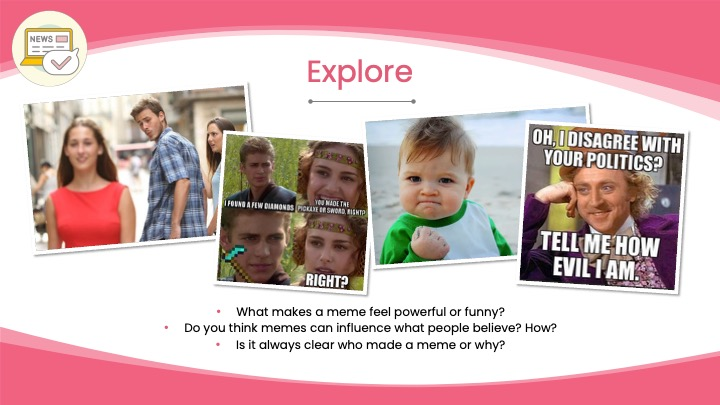 NEWS
Explore
I FOUND A FEW DIAMONDS
YOU MADE THE
PICKAXE OR SWORD, RIGHT?
RIGHT?
OH, I DISAGREE WITH
YOUR POLITICS?
TELL ME HOW
EVIL I AM.
• What makes a meme feel powerful or funny?
• Do you think memes can influence what people believe? How?
• Is it always clear who made a meme or why?